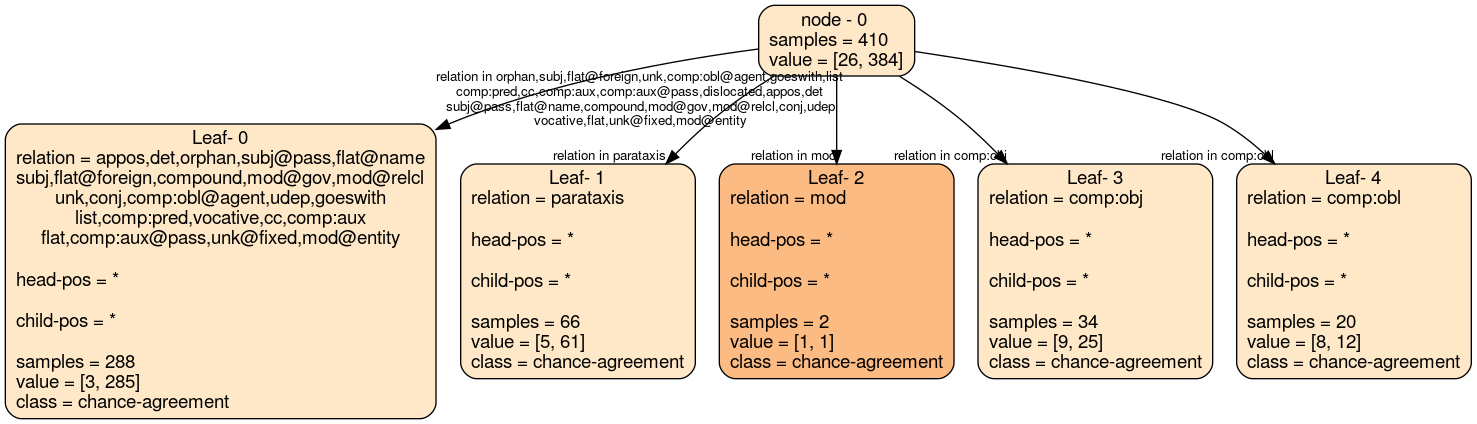 node - 0
samples = 410
value = [26, 384]
relation in orphan,subj,flat@foreign,unk,comp:obl@agent,goeswith,list
comp:pred,cc,comp:aux,comp:aux@pass,dislocated,appos,det
subj@pass,flat@name,compound,mod@gov,mod@relcl,conj,udep
vocative,flat,unk@fixed,mod@entity
relation in parataxis
relation in mod
relation in comp:obj
relation in comp:obl
Leaf- 0
relation = appos,det,orphan,subj@pass,flat@name
subj,flat@foreign,compound,mod@gov,mod@relcl
unk,conj,comp:obl@agent,udep,goeswith
list,comp:pred,vocative,cc,comp:aux
flat,comp:aux@pass,unk@fixed,mod@entity
head-pos = *
child-pos = *
samples = 288
value = [3, 285]
class = chance-agreement
Leaf- 1
relation = parataxis
head-pos = *
child-pos = *
samples = 66
value = [5, 61]
class = chance-agreement
Leaf- 2
relation = mod
head-pos = *
child-pos = *
samples = 2
value = [1, 1]
class = chance-agreement
Leaf- 3
relation = comp:obj
head-pos = *
child-pos = *
samples = 34
value = [9, 25]
class = chance-agreement
Leaf- 4
relation = comp:obl
head-pos = *
child-pos = *
samples = 20
value = [8, 12]
class = chance-agreement